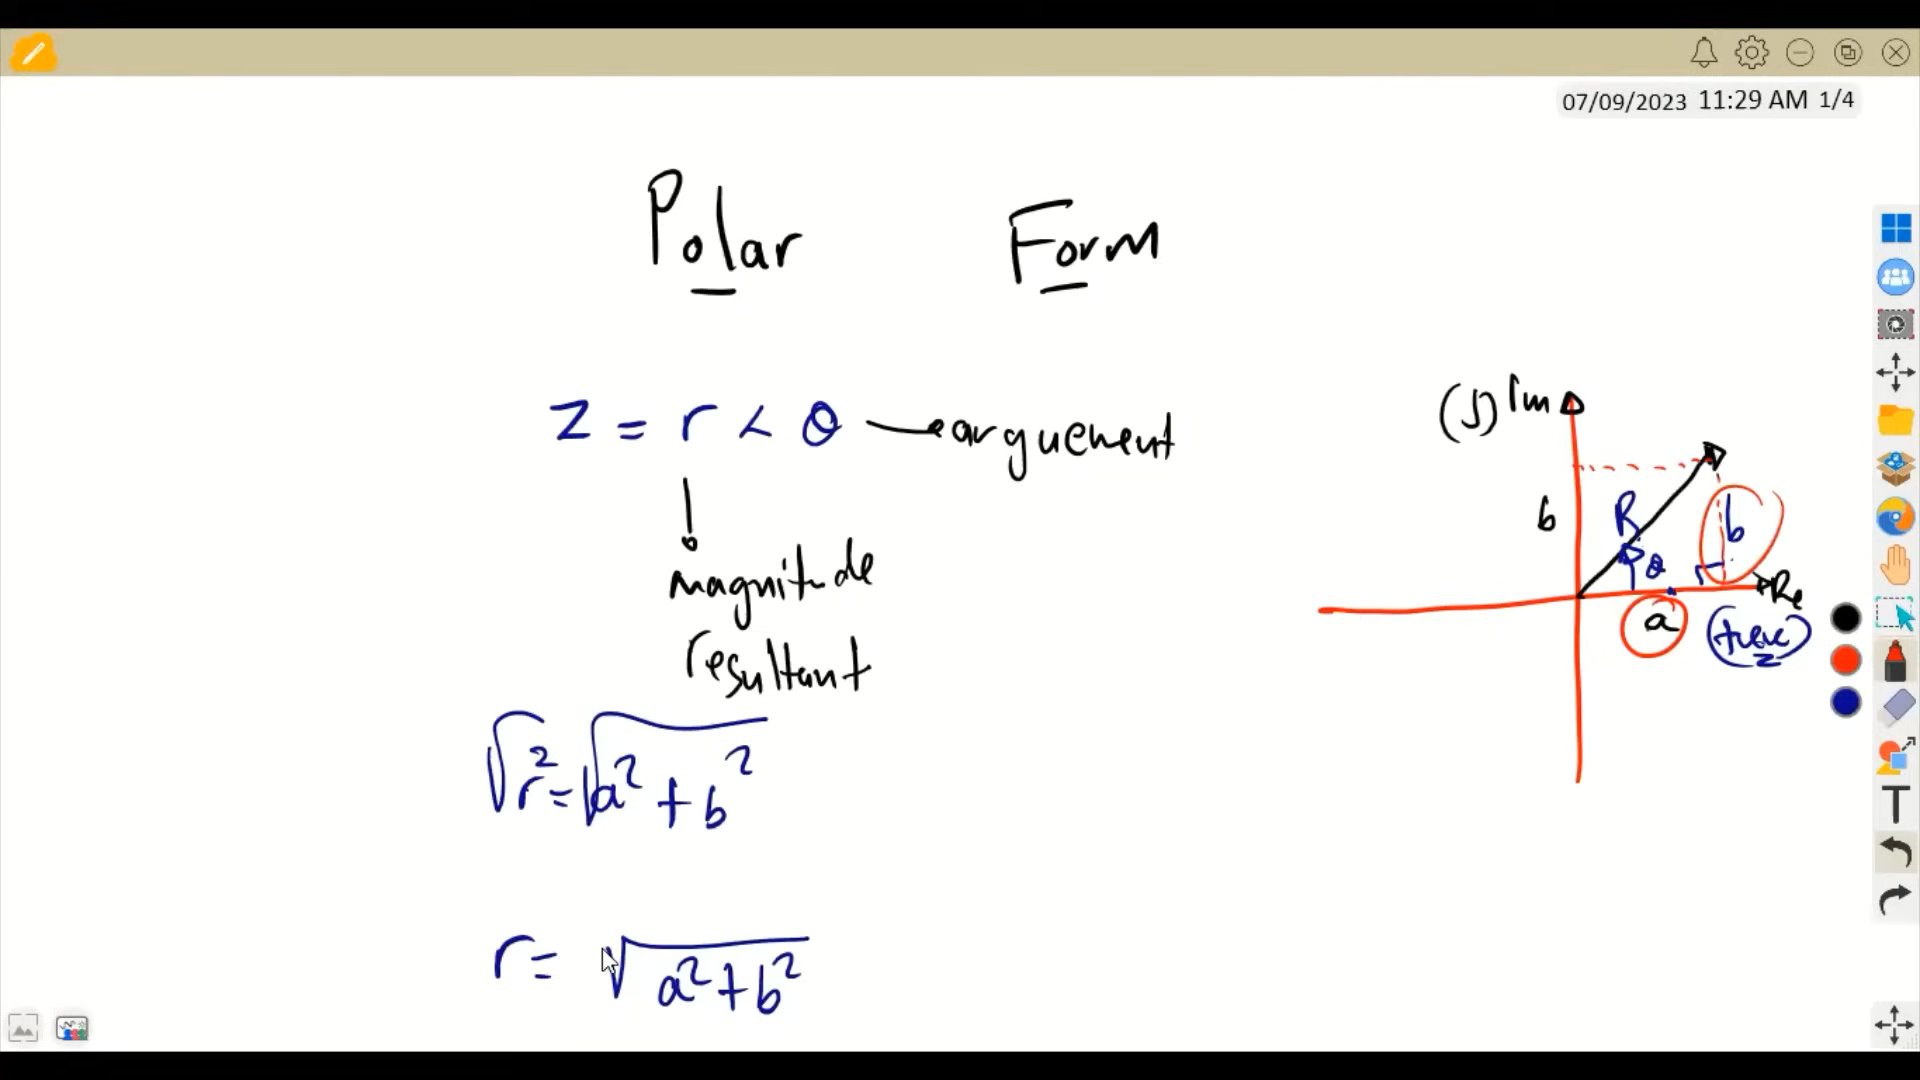 07/09/2023 11:29 AM 1/4
Polar Form
Z = r < θ arguement
magnitude
resultant
√r² = √a² + b²
r = √a² + b²
(J) Im
b
R
θ
b
Re
a
(+ve)
T